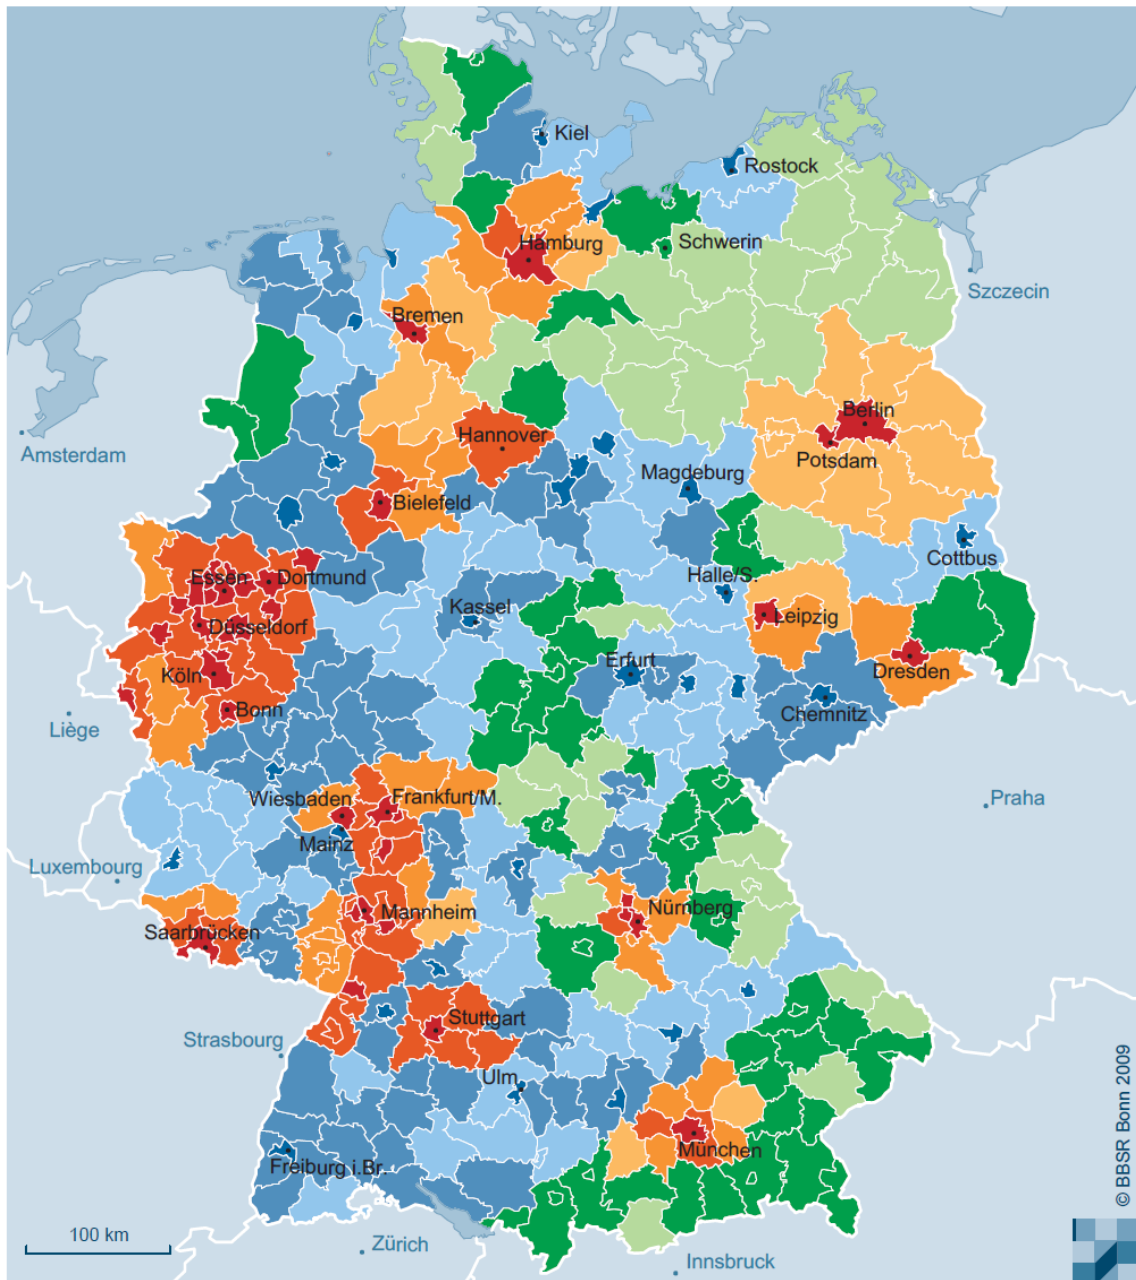 Kiel
Rostock
Hamburg
Schwerin
Szczecin
Bremen
Berlin
Hannover
Amsterdam
Potsdam
Magdeburg
Bielefeld
Cottbus
Essen
Dortmund
Halle/S.
Kassel
Leipzig
Düsseldorf
Erfurt
Köln
Dresden
Bonn
Chemnitz
Liège
Wiesbaden
Frankfurt/M.
Praha
Mainz
Luxembourg
Mannheim
Nürnberg
Saarbrücken
Stuttgart
Strasbourg
Ulm
München
Freiburg i.Br.
100 km
Zürich
Innsbruck
© BBSR Bonn 2009